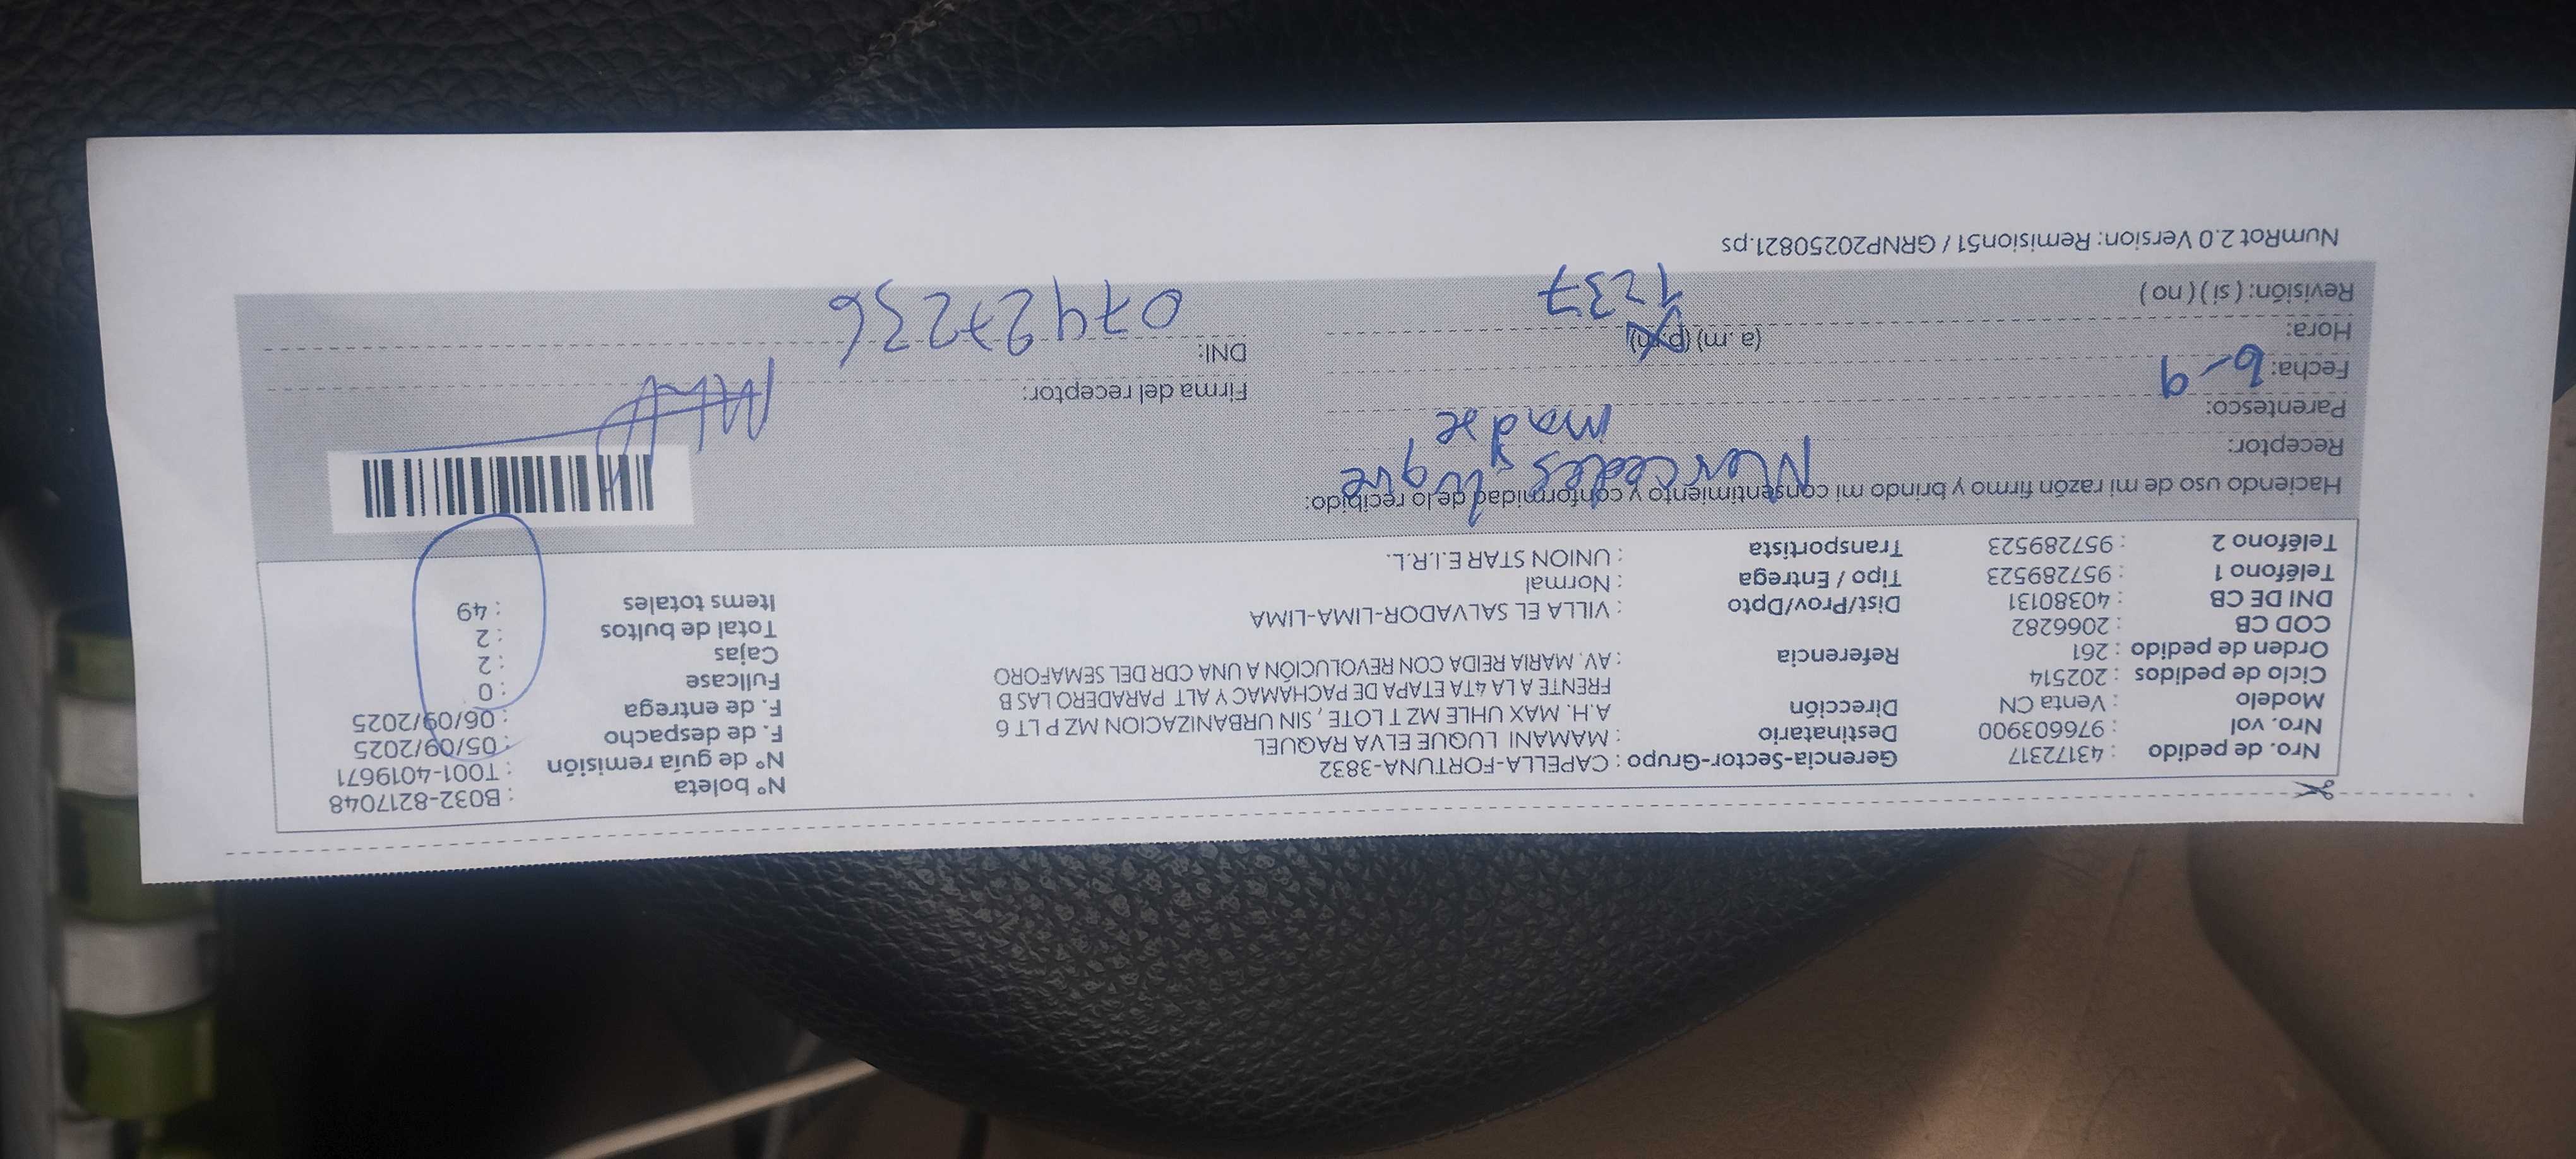 Nro. de pedido : 43172317
Nro. val : 976603900
Modelo : Venta CN
Ciclo de pedidos : 202514
Orden de pedido : 261
COD CB : 2066282
DNI DE CB : 40380131
Teléfono 1 : 957289523
Teléfono 2 : 957289523
Gerencia-Sector-Grupo : CAPELLA-FORTUNA-3832
Destinatario : MAMANI LUQUE ELVA RAQUEL
Dirección A.H. MAX UHLE MZ T LOTE , SIN URBANIZACION MZ P LT 6
FRENTE A LA 4TA ETAPA DE PACHAMAC Y ALT PARADERO LAS B
Referencia : AV. MARIA REIDA CON REVOLUCIÓN A UNA CDR DEL SEMAFORO
Dist/Prov/Dpto : VILLA EL SALVADOR-LIMA-LIMA
Tipo / Entrega : Normal
Transportista : UNION STAR E.I.R.L.
N° boleta : B032-8217048
N° de guía remisión : T001-4019671
F. de despacho : 05/09/2025
F. de entrega : 06/09/2025
Fullcase : 0
Cajas : 2
Total de bultos : 2
Items totales : 49
Haciendo uso de mi razón firmo y brindo mi consentimiento y conformidad de lo recibido:
Receptor: Mercedes luque
Parentesco: madre
Fecha: 6-9
Hora: (a. m) (p. m) 1237
Revisión: ( si ) ( no )
Firma del receptor:
DNI: 07427236
NumRot 2.0 Version: Remision51 / GRNP20250821.ps